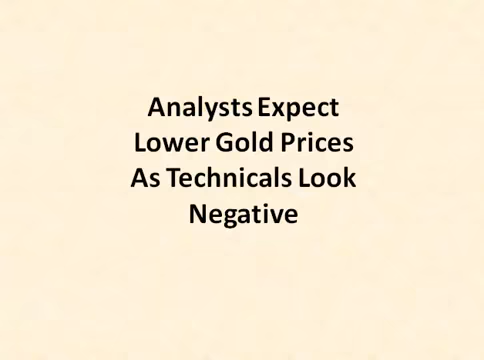 Analysts Expect
Lower Gold Prices
As Technicals Look
Negative